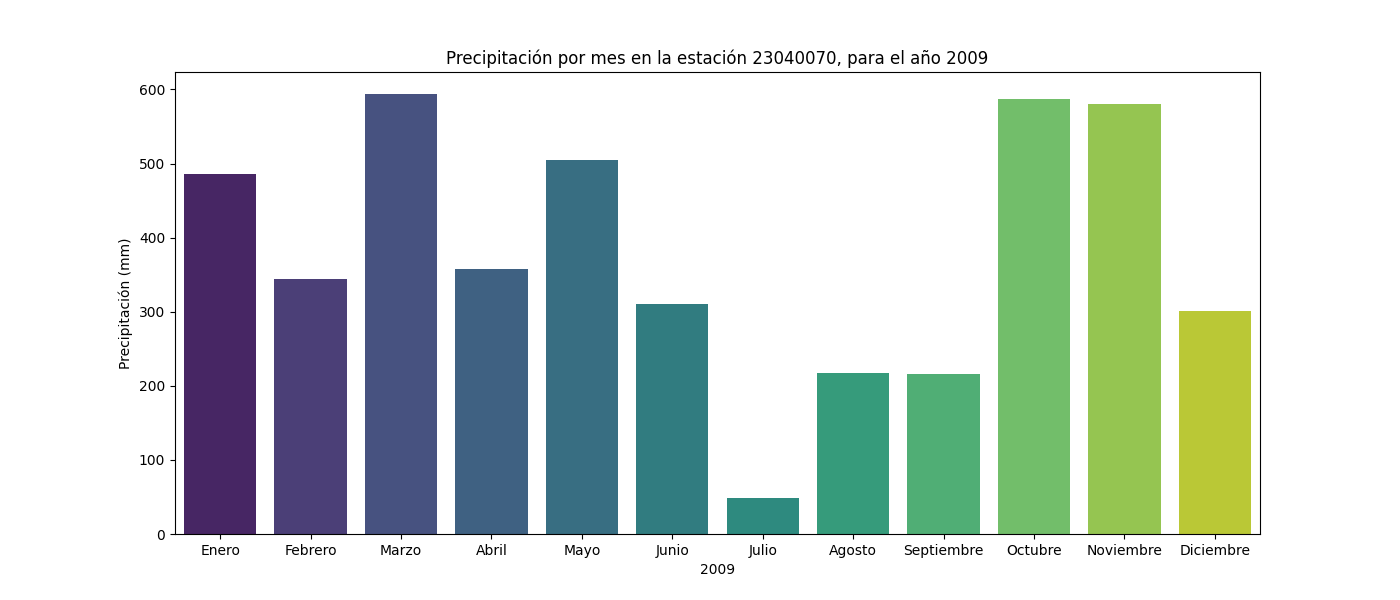 Precipitación por mes en la estación 23040070, para el año 2009
Precipitación (mm)
600
500
400
300
200
100
0
Enero Febrero Marzo Abril Mayo Junio Julio Agosto Septiembre Octubre Noviembre Diciembre
2009